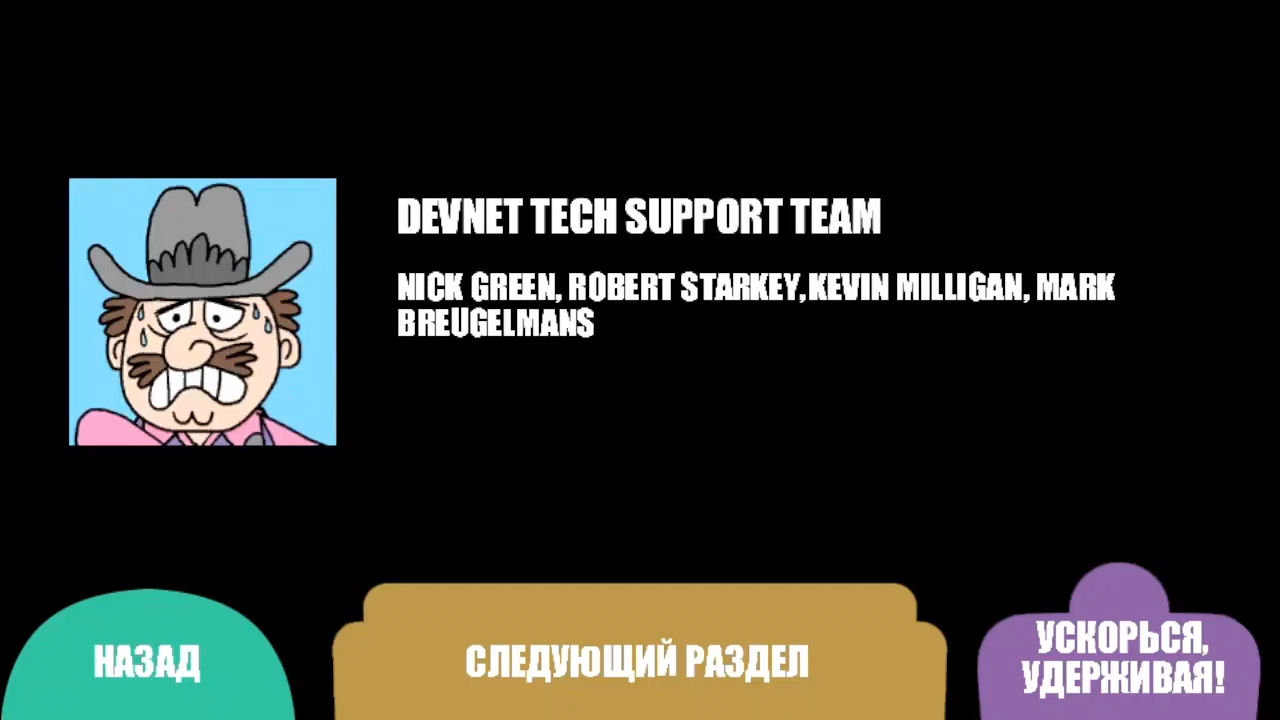 DEVNET TECH SUPPORT TEAM
NICK GREEN, ROBERT STARKEY,KEVIN MILLIGAN, MARK
BREUGELMANS
НАЗАД
СЛЕДУЮЩИЙ РАЗДЕЛ
УСКОРЬСЯ,
УДЕРЖИВАЯ!